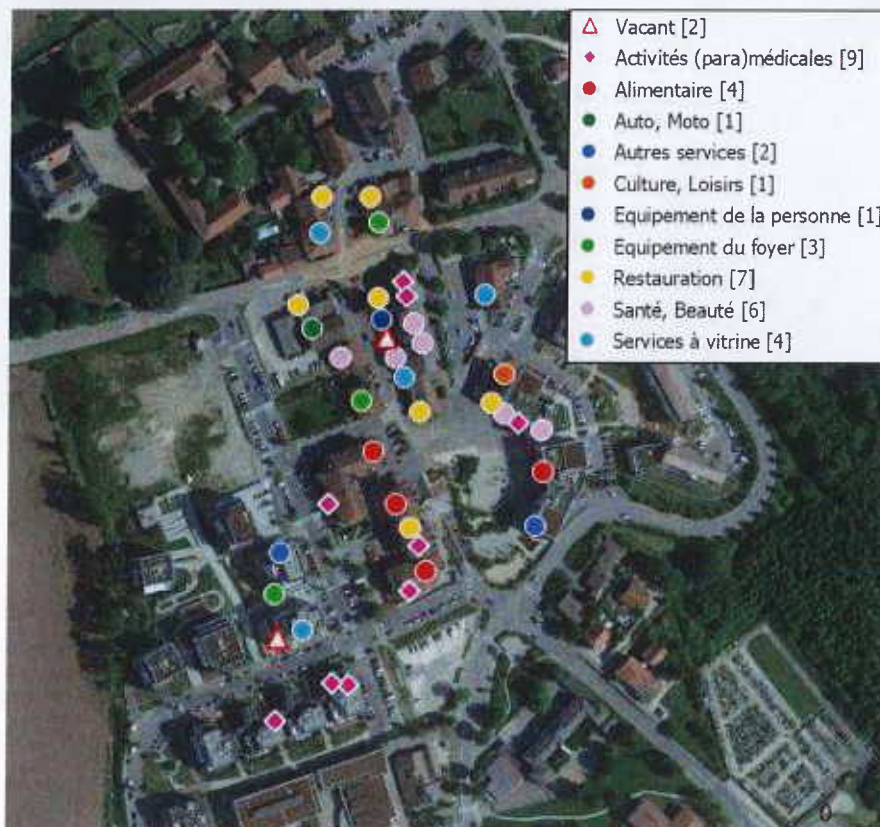 Vacant [2]
Activités (para)médicales [9]
Alimentaire [4]
Auto, Moto [1]
Autres services [2]
Culture, Loisirs [1]
Equipement de la personne [1]
Equipement du foyer [3]
Restauration [7]
Santé, Beauté [6]
Services à vitrine [4]